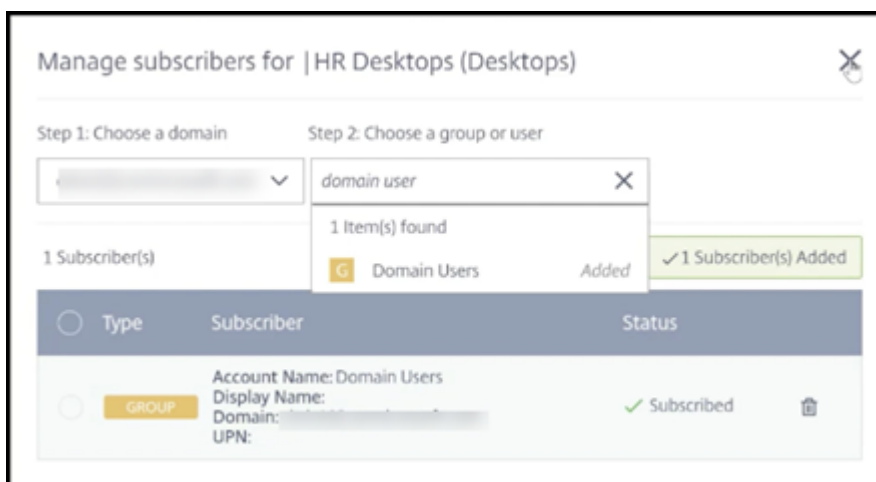 Manage subscribers for |HR Desktops (Desktops)
Step 1: Choose a domain
Step 2: Choose a group or user
domain user
1 Item(s) found
G Domain Users Added
1 Subscriber(s)
✓1 Subscriber(s) Added
Type Subscriber Status
GROUP
Account Name: Domain Users
Display Name:
Domain:
UPN:
✓ Subscribed